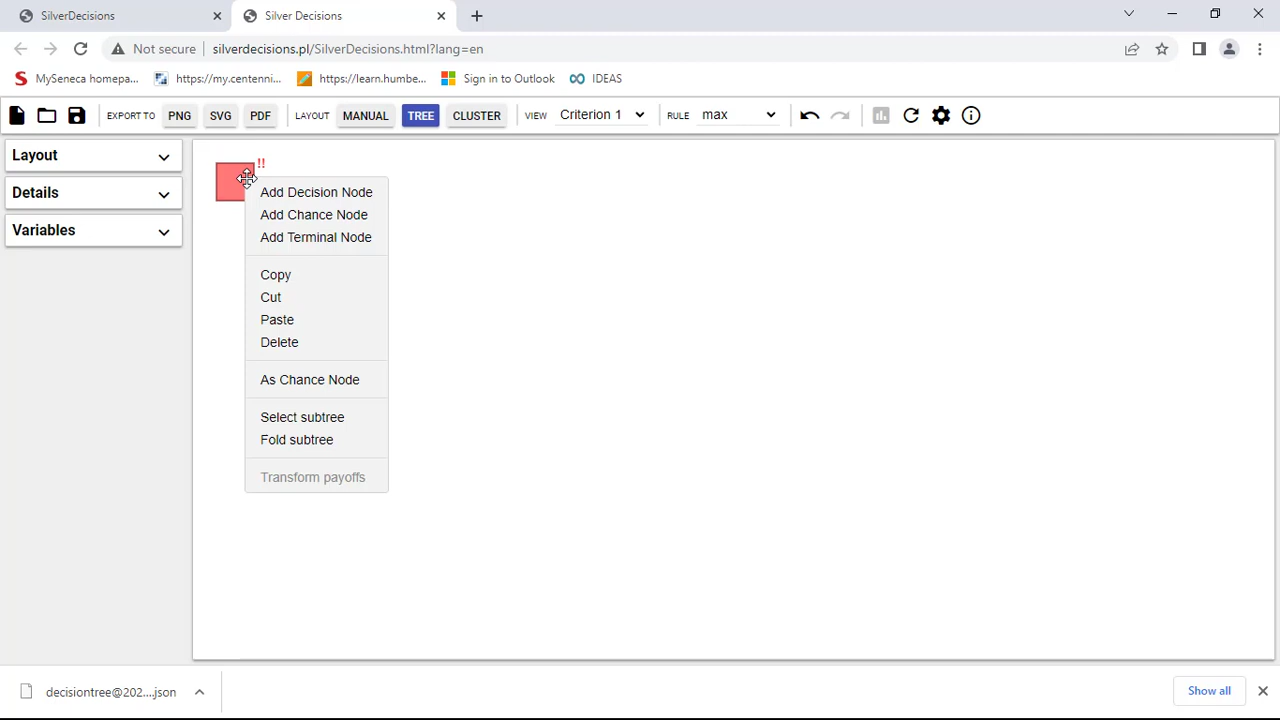 SilverDecisions
Silver Decisions
Not secure
silverdecisions.pl/SilverDecisions.html?lang=en
MySeneca homepa...
https://my.centenni...
https://learn.humbe...
Sign in to Outlook
IDEAS
EXPORT TO PNG SVG PDF LAYOUT MANUAL TREE CLUSTER VIEW Criterion 1 RULE max
Layout
Details
Variables
!!
Add Decision Node
Add Chance Node
Add Terminal Node
Copy
Cut
Paste
Delete
As Chance Node
Select subtree
Fold subtree
Transform payoffs
decisiontree@202....json
Show all